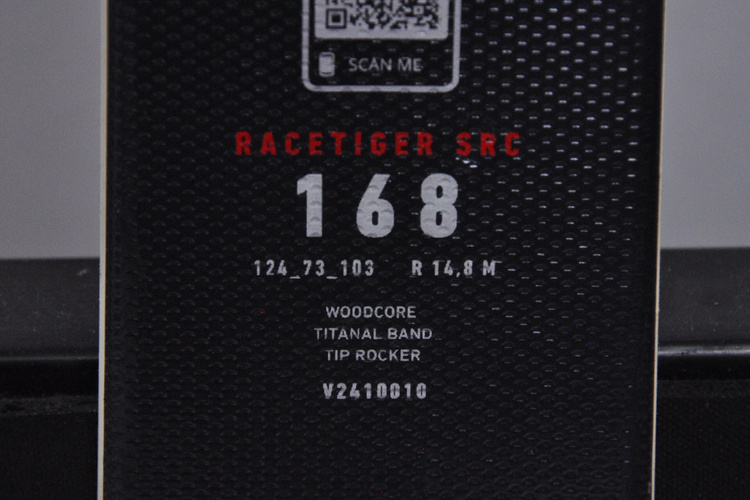 SCAN ME
RACETIGER SRC
168
124_73_103 R 14,8 M
WOODCORE
TITANAL BAND
TIP ROCKER
V2410010